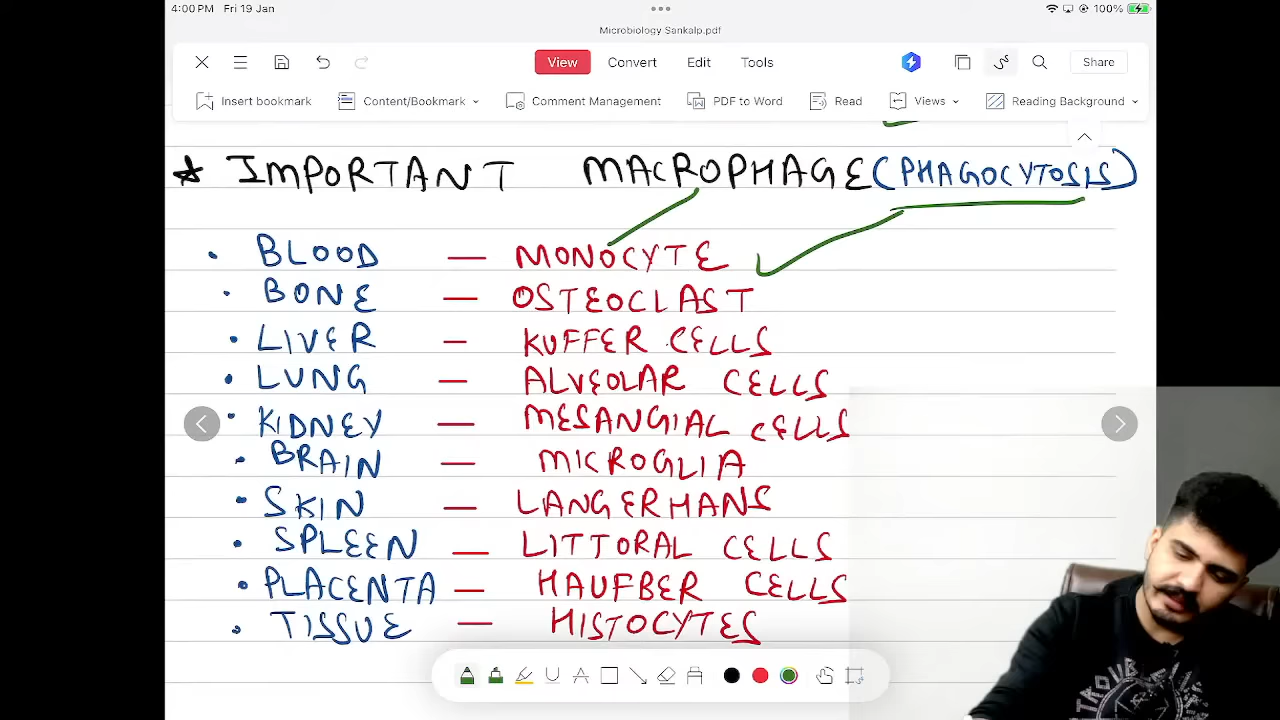 4:00 PM Fri 19 Jan
100%
Microbiology Sankalp.pdf
View Convert Edit Tools Share
Insert bookmark Content/Bookmark Comment Management PDF to Word Read Views Reading Background
★ IMPORTANT MACROPHAGE (PHAGOCYTOSIS)
• BLOOD — MONOCYTE
• BONE — OSTEOCLAST
• LIVER — KUFFER CELLS
• LUNG — ALVEOLAR CELLS
• KIDNEY — MESANGIAL CELLS
• BRAIN — MICROGLIA
• SKIN — LANGERHANS
• SPLEEN — LITTORAL CELLS
• PLACENTA — HAUFBER CELLS
• TISSUE — HISTOCYTES